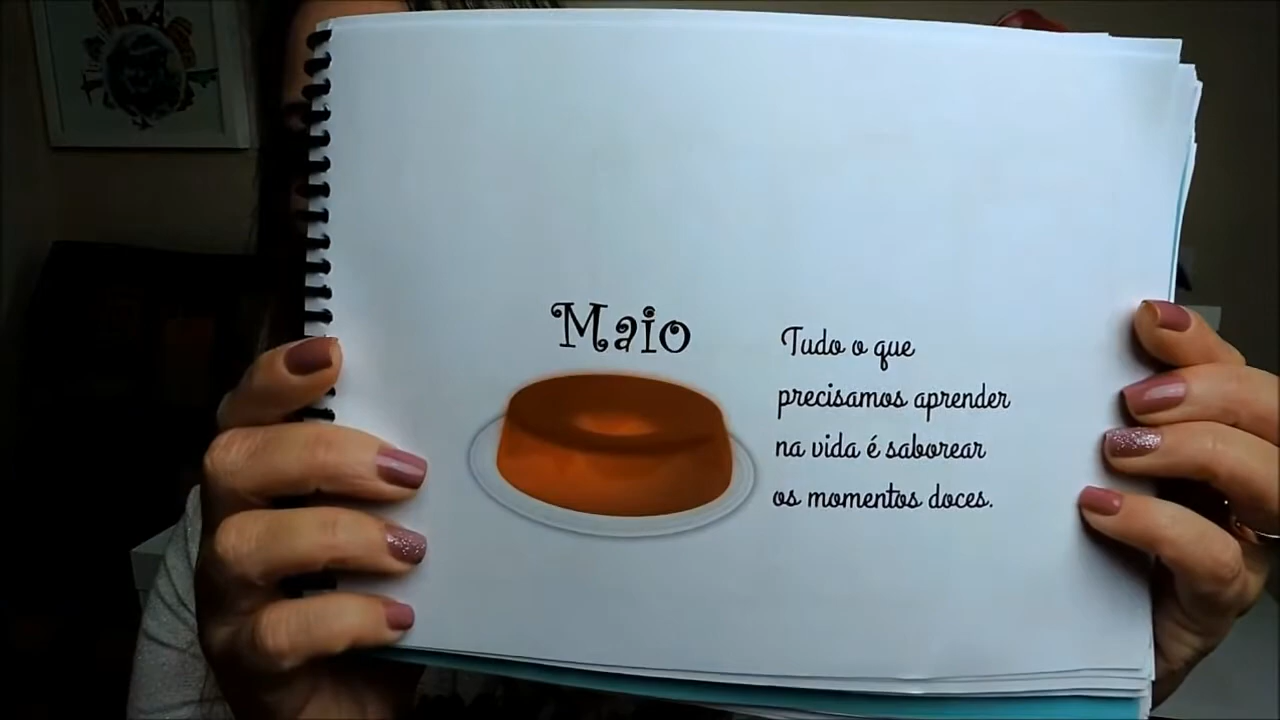 Maio
Tudo o que
precisamos aprender
na vida é saborear
os momentos doces.